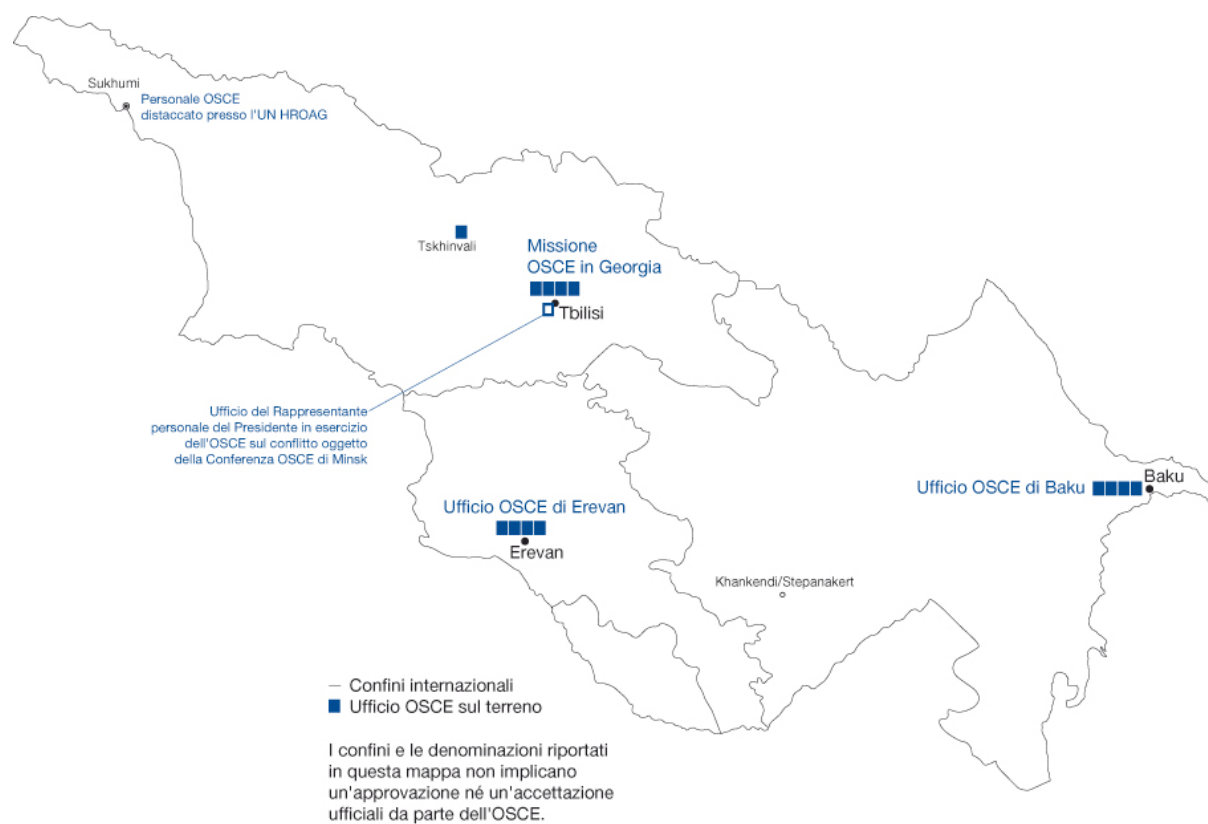 Sukhumi
Personale OSCE
distaccato presso l'UN HROAG
Tskhinvali
Missione
OSCE in Georgia
Tbilisi
Ufficio del Rappresentante
personale del Presidente in esercizio
dell'OSCE sul conflitto oggetto
della Conferenza OSCE di Minsk
Baku
Ufficio OSCE di Baku
Ufficio OSCE di Erevan
Erevan
Khankendi/Stepanakert
Confini internazionali
Ufficio OSCE sul terreno
I confini e le denominazioni riportati
in questa mappa non implicano
un'approvazione né un'accettazione
ufficiali da parte dell'OSCE.